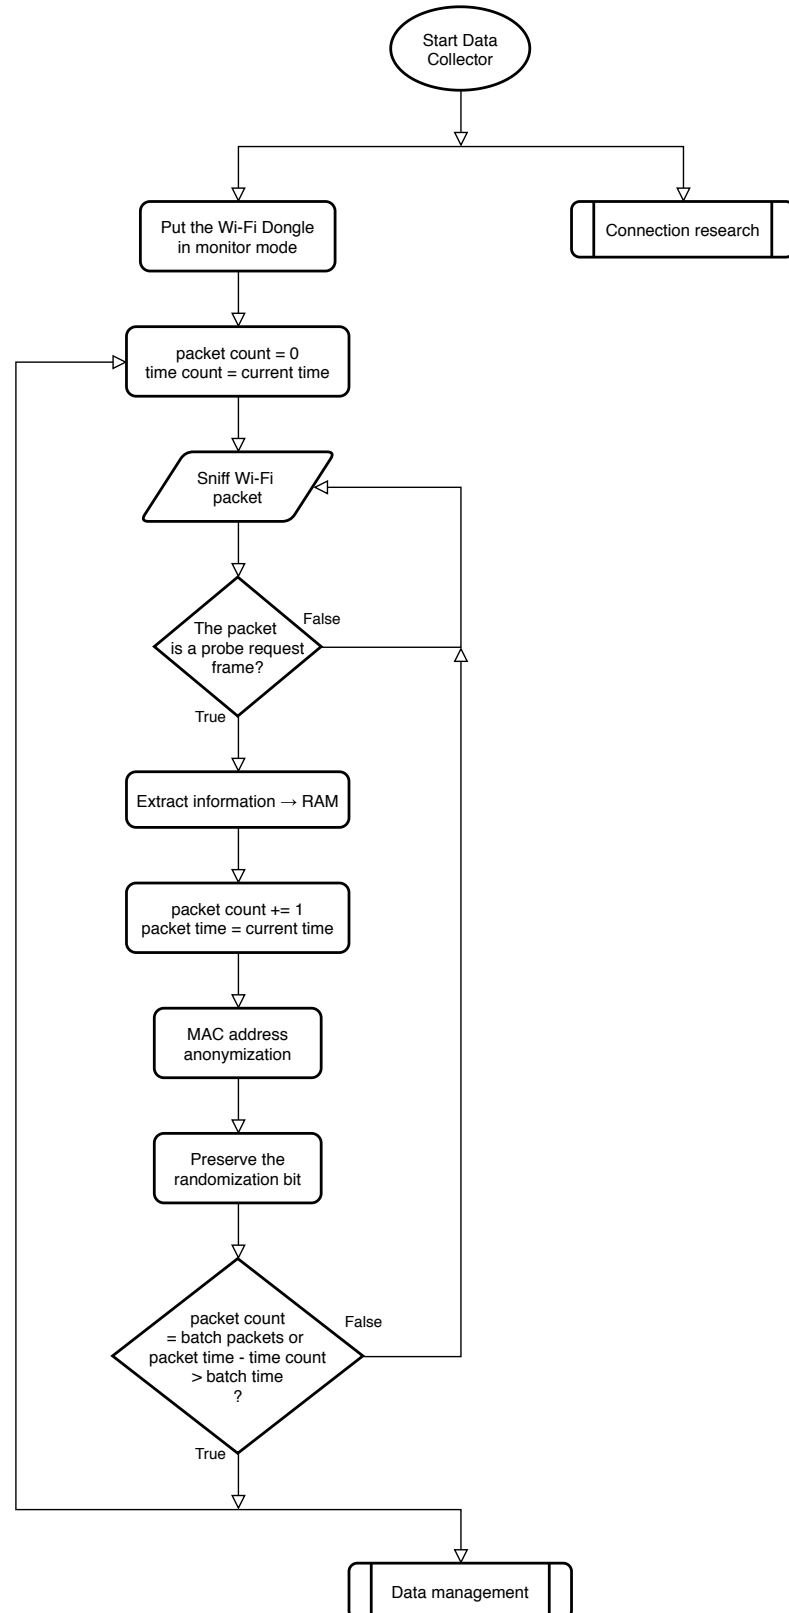 Start Data
Collector
Put the Wi-Fi Dongle
in monitor mode
Connection research
packet count = 0
time count = current time
Sniff Wi-Fi
packet
The packet
is a probe request
frame?
False
True
Extract information → RAM
packet count += 1
packet time = current time
MAC address
anonymization
Preserve the
randomization bit
packet count
= batch packets or
packet time - time count
> batch time
?
False
True
Data management